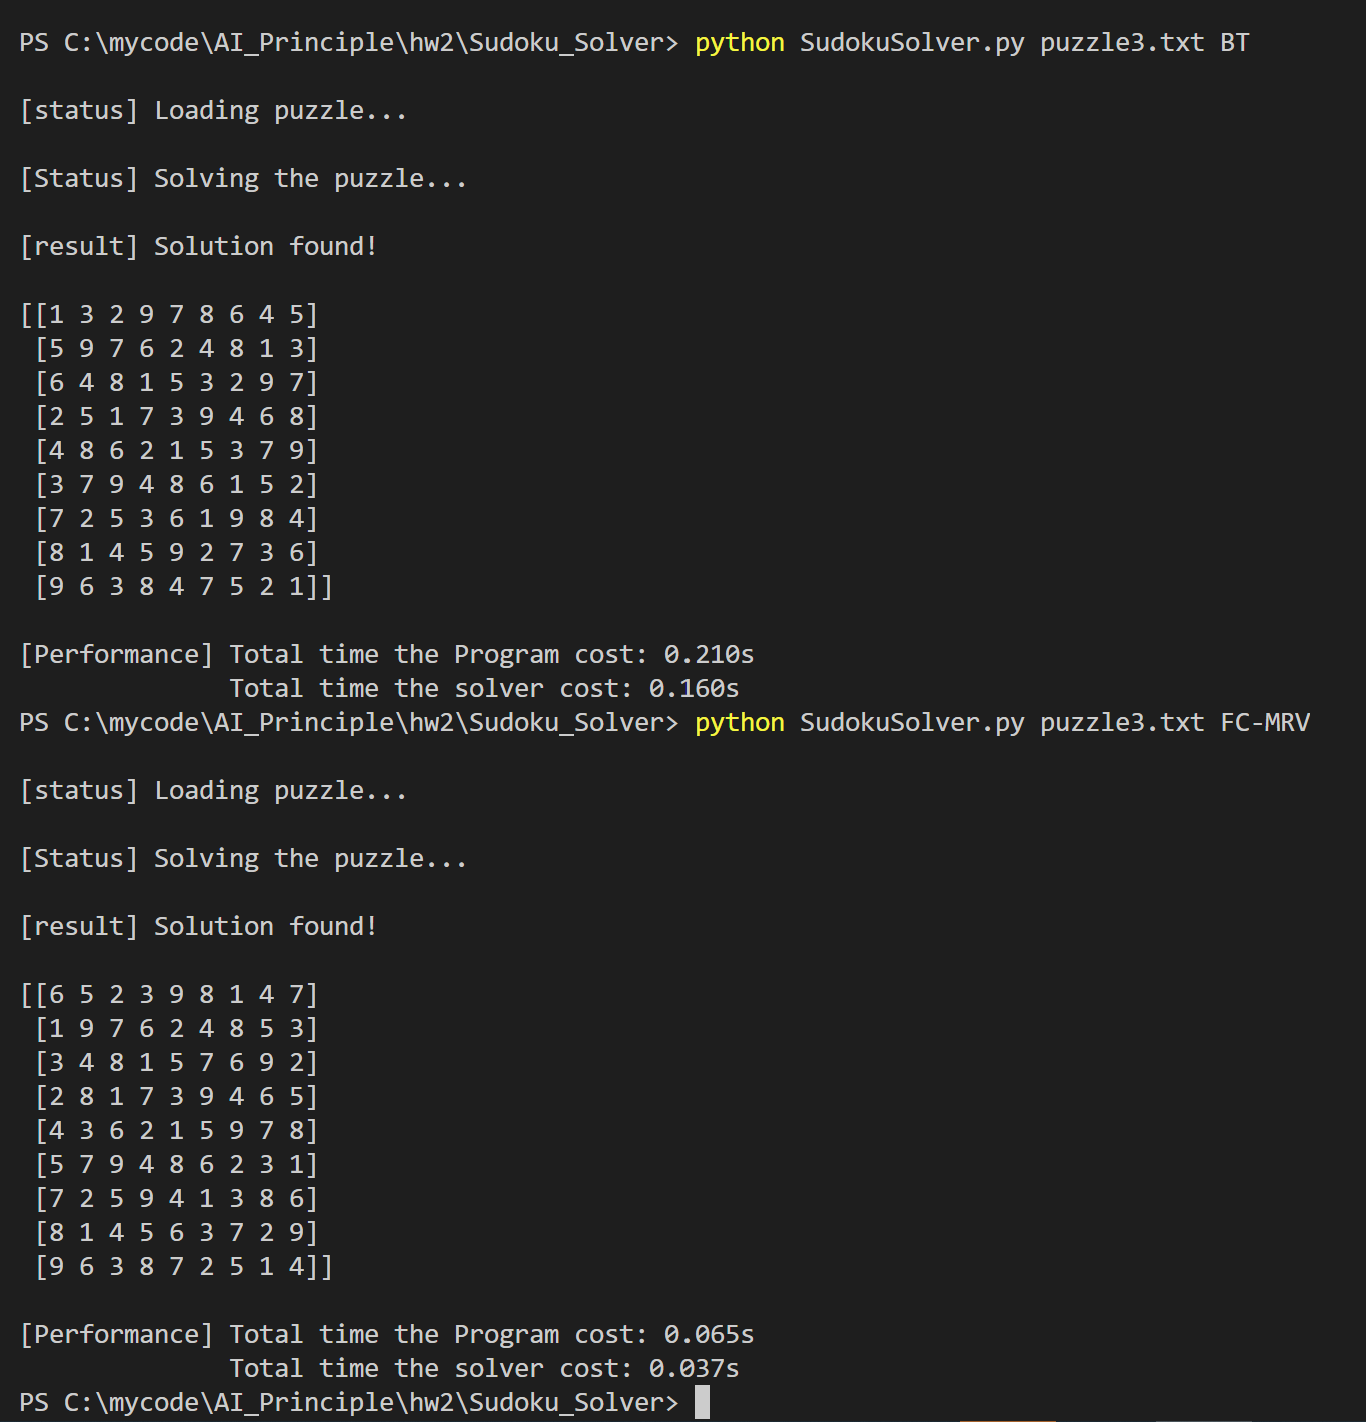 PS C:\mycode\AI_Principle\hw2\Sudoku_Solver> python SudokuSolver.py puzzle3.txt BT
[status] Loading puzzle...
[Status] Solving the puzzle...
[result] Solution found!
[[1 3 2 9 7 8 6 4 5]
[5 9 7 6 2 4 8 1 3]
[6 4 8 1 5 3 2 9 7]
[2 5 1 7 3 9 4 6 8]
[4 8 6 2 1 5 3 7 9]
[3 7 9 4 8 6 1 5 2]
[7 2 5 3 6 1 9 8 4]
[8 1 4 5 9 2 7 3 6]
[9 6 3 8 4 7 5 2 1]]
[Performance] Total time the Program cost: 0.210s
Total time the solver cost: 0.160s
PS C:\mycode\AI_Principle\hw2\Sudoku_Solver> python SudokuSolver.py puzzle3.txt FC-MRV
[status] Loading puzzle...
[Status] Solving the puzzle...
[result] Solution found!
[[6 5 2 3 9 8 1 4 7]
[1 9 7 6 2 4 8 5 3]
[3 4 8 1 5 7 6 9 2]
[2 8 1 7 3 9 4 6 5]
[4 3 6 2 1 5 9 7 8]
[5 7 9 4 8 6 2 3 1]
[7 2 5 9 4 1 3 8 6]
[8 1 4 5 6 3 7 2 9]
[9 6 3 8 7 2 5 1 4]]
[Performance] Total time the Program cost: 0.065s
Total time the solver cost: 0.037s
PS C:\mycode\AI_Principle\hw2\Sudoku_Solver>